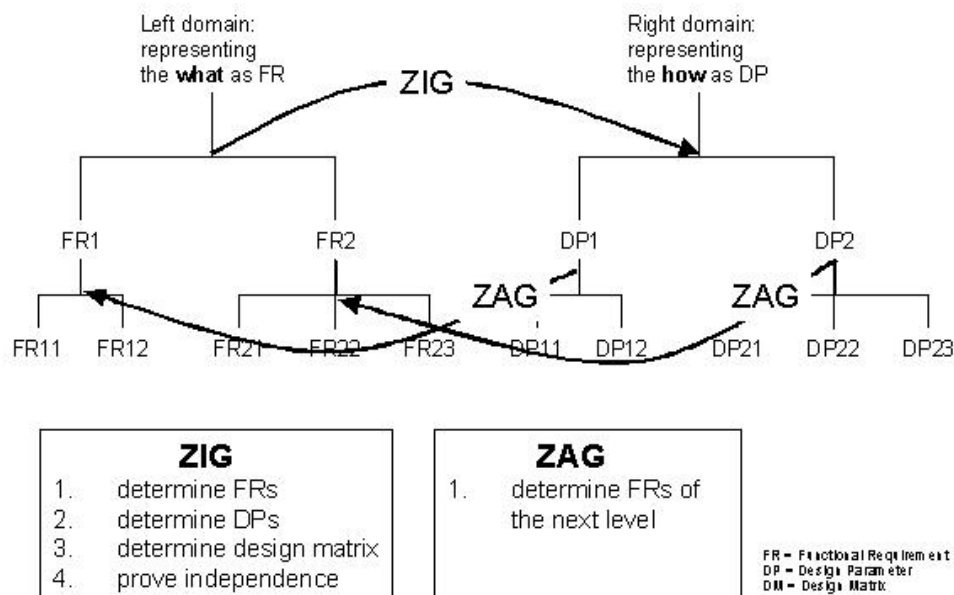 Left domain:
representing
the what as FR
Right domain:
representing
the how as DP
ZIG
FR1
FR2
DP1
DP2
ZAG
ZAG
FR11
FR12
FR21
FR22
FR23
DP11
DP12
DP21
DP22
DP23
ZIG
1. determine FRs
2. determine DPs
3. determine design matrix
4. prove independence
ZAG
1. determine FRs of
the next level
FR = Functional Requirement
DP = Design Parameter
DM = Design Matrix